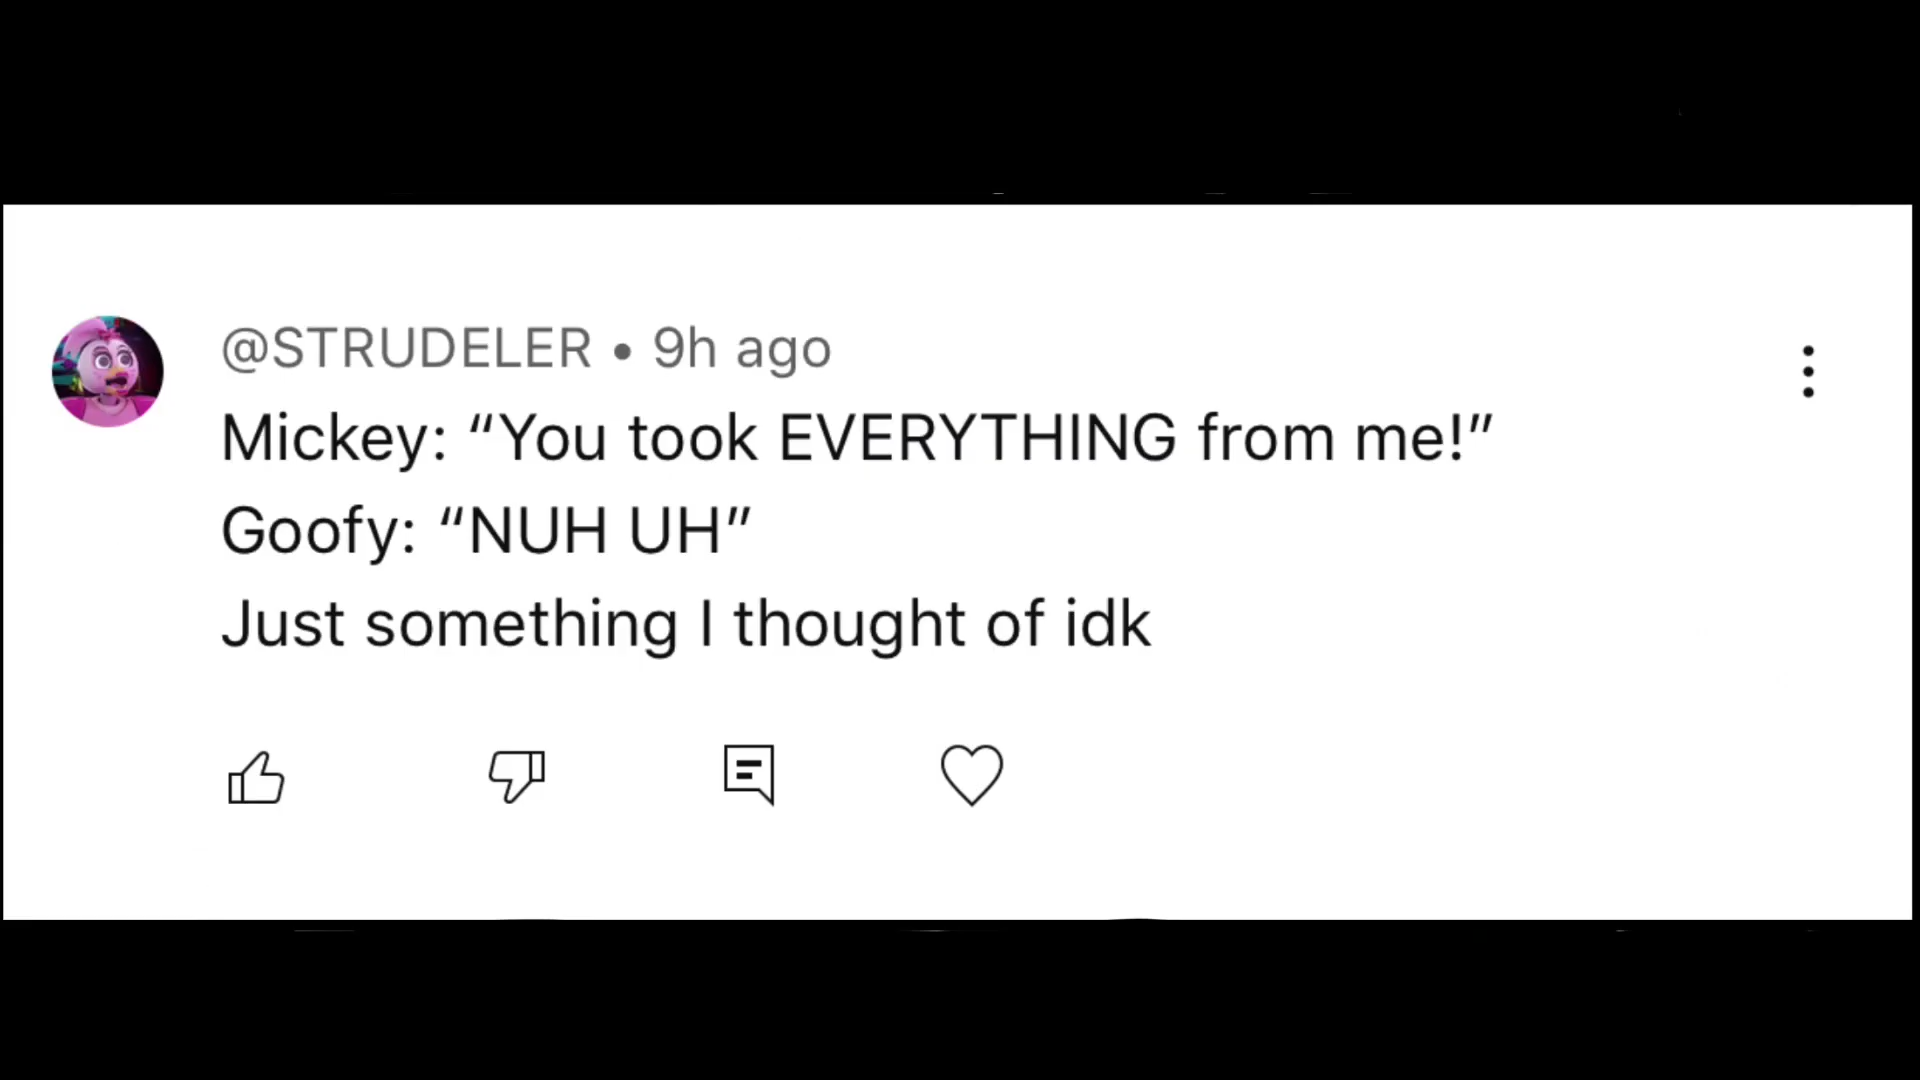 @STRUDELER • 9h ago
Mickey: “You took EVERYTHING from me!”
Goofy: “NUH UH”
Just something I thought of idk